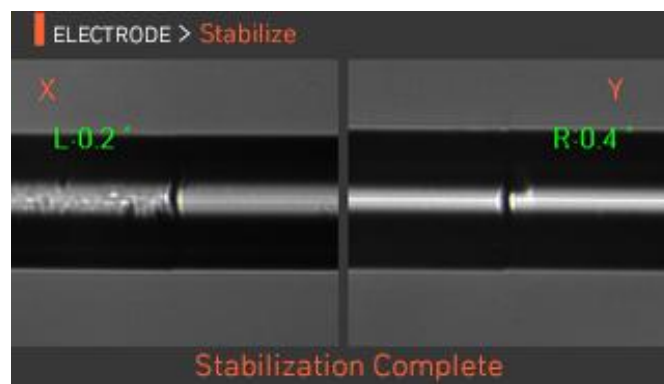 ELECTRODE > Stabilize
X
Y
L:0.2°
R:0.4°
Stabilization Complete